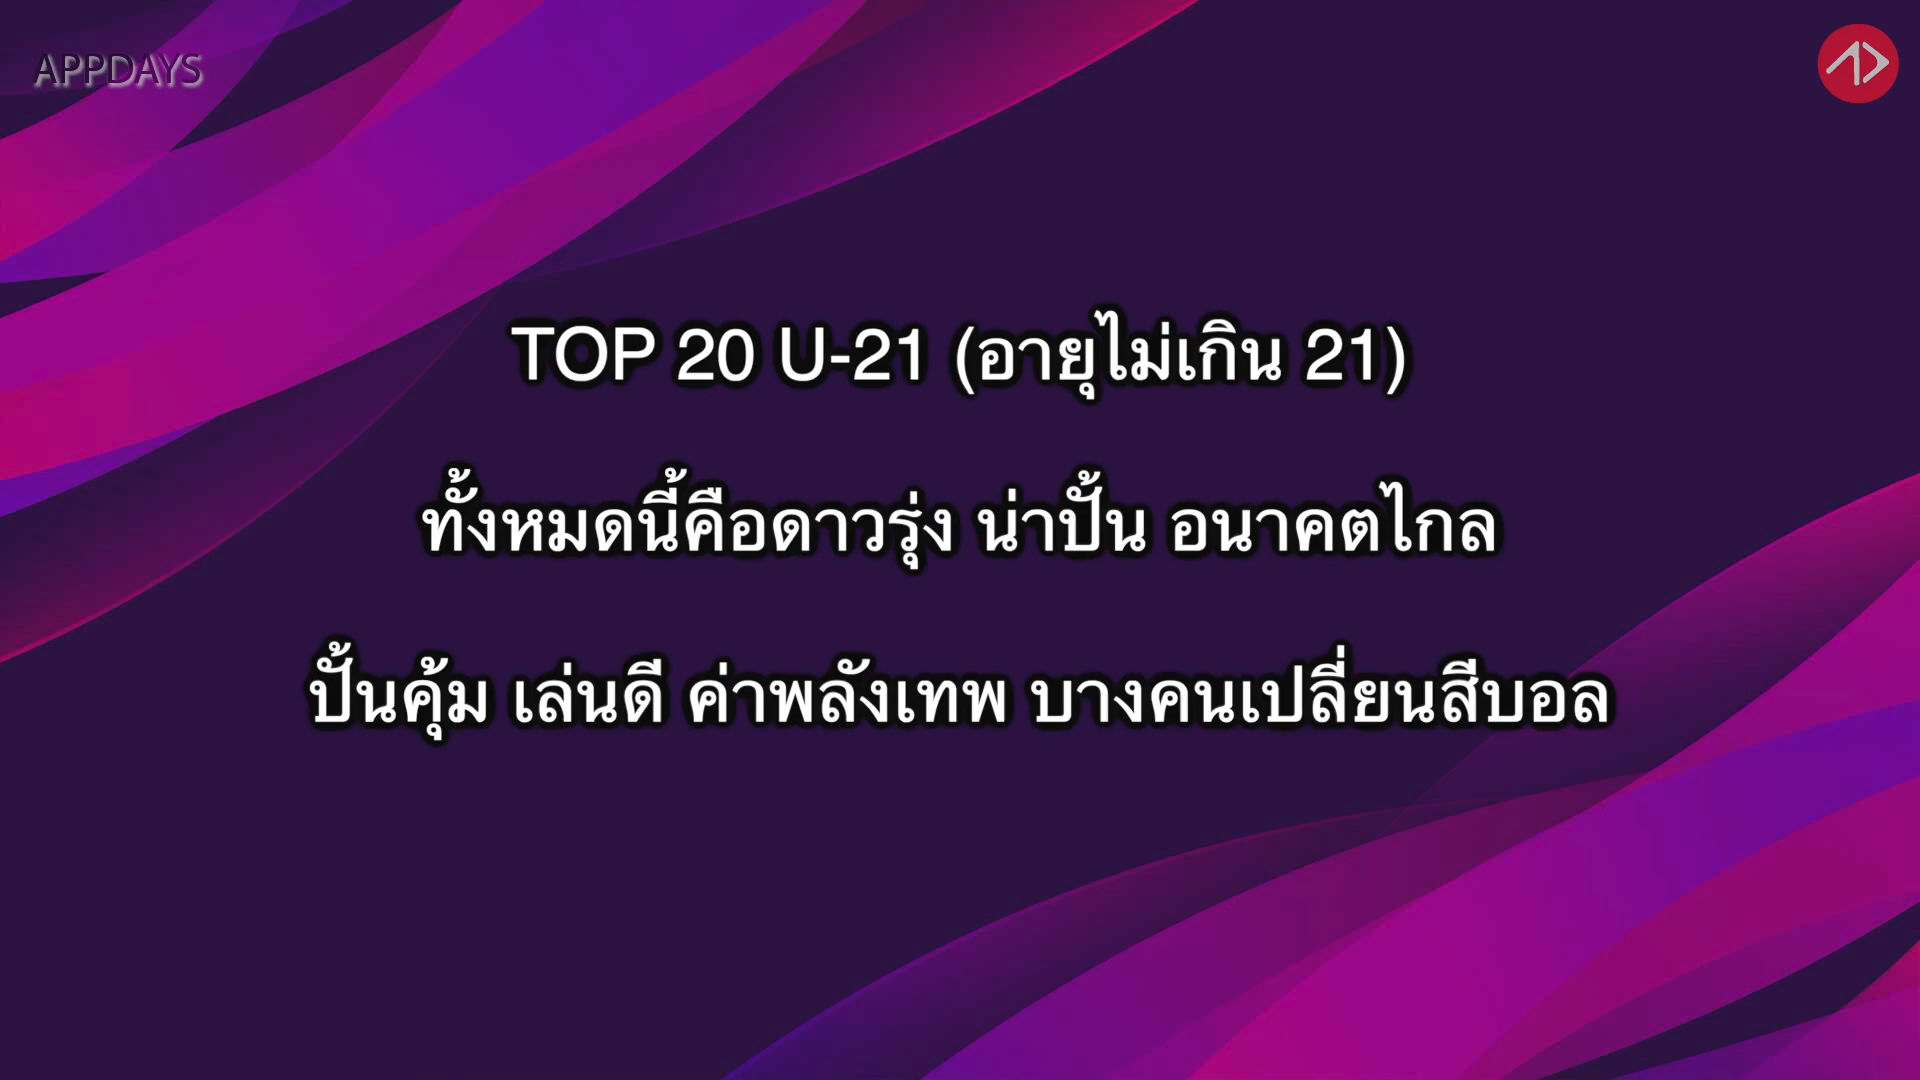 APPDAYS
TOP 20 U-21 (อายุไม่เกิน 21)
ทั้งหมดนี้คือดาวรุ่ง น่าปั้น อนาคตไกล
ปั้นคุ้ม เล่นดี ค่าพลังเทพ บางคนเปลี่ยนสีบอล